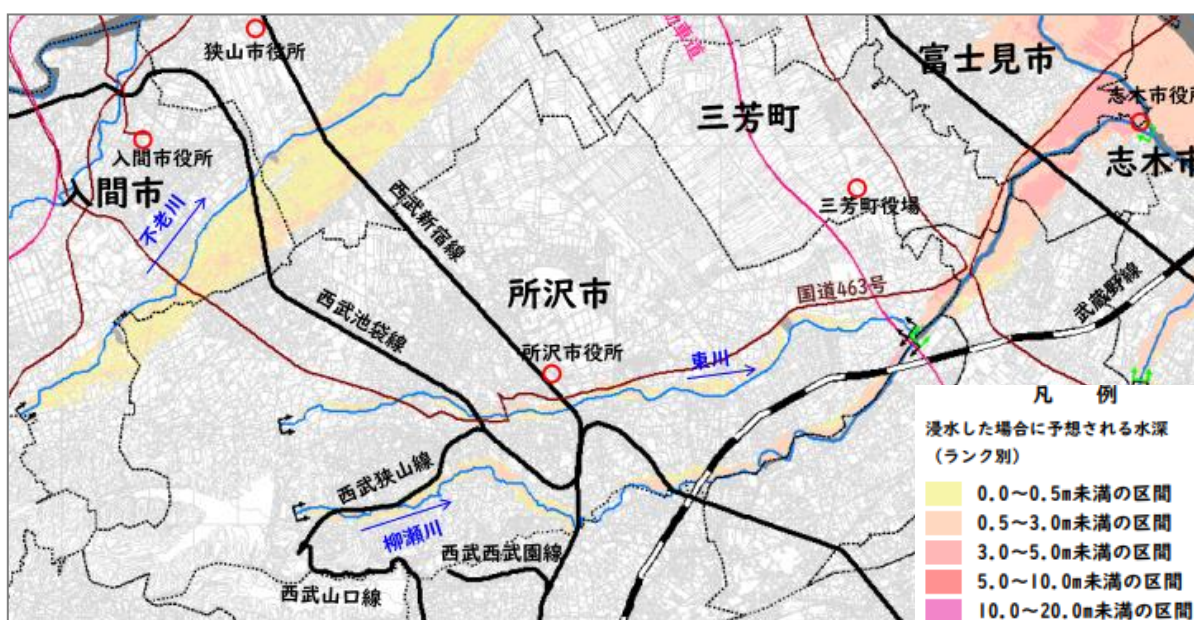 狭山市役所
動車道
富士見市
志木市役所
三芳町
入間市役所
入間市
志木市
不老川
西武新宿線
三芳町役場
所沢市
国道463号
武蔵野線
西武池袋線
所沢市役所
東川
凡 例
浸水した場合に予想される水深
(ランク別)
西武狭山線
0.0～0.5m未満の区間
0.5～3.0m未満の区間
柳瀬川
西武西武園線
3.0～5.0m未満の区間
5.0～10.0m未満の区間
西武山口線
10.0～20.0m未満の区間